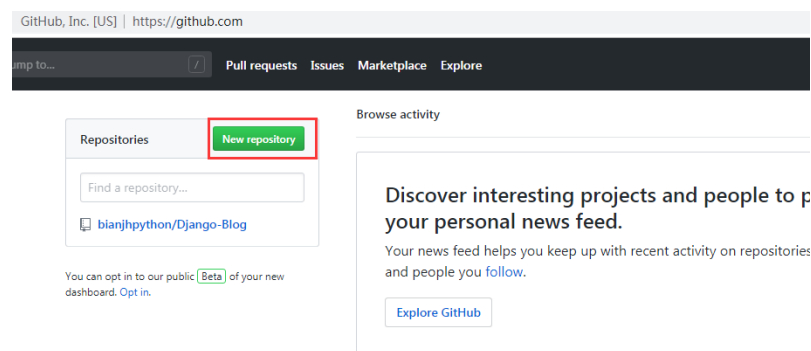 GitHub, Inc. [US] | https://github.com
to... / Pull requests Issues Marketplace Explore
Repositories New repository
Find a repository...
bianjhpython/Django-Blog
You can opt in to our public Beta of your new
dashboard. Opt in.
Browse activity
Discover interesting projects and people to p
your personal news feed.
Your news feed helps you keep up with recent activity on repositories
and people you follow.
Explore GitHub